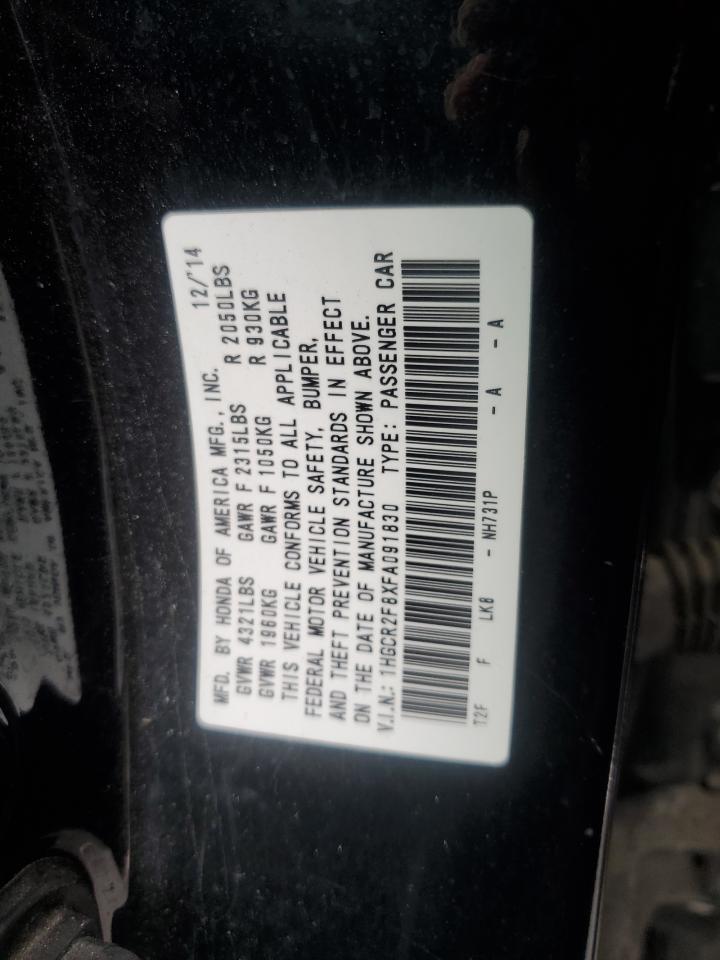 MFD. BY HONDA OF AMERICA MFG., INC. 12/'14
GVWR 4321LBS GAWR F 2315LBS R 2050LBS
GVWR 1960KG GAWR F 1050KG R 930KG
THIS VEHICLE CONFORMS TO ALL APPLICABLE
FEDERAL MOTOR VEHICLE SAFETY, BUMPER,
AND THEFT PREVENTION STANDARDS IN EFFECT
ON THE DATE OF MANUFACTURE SHOWN ABOVE.
V.I.N.: 1HGCR2F8XFA091830 TYPE: PASSENGER CAR
T2F F LK8 - NH731P - A - A